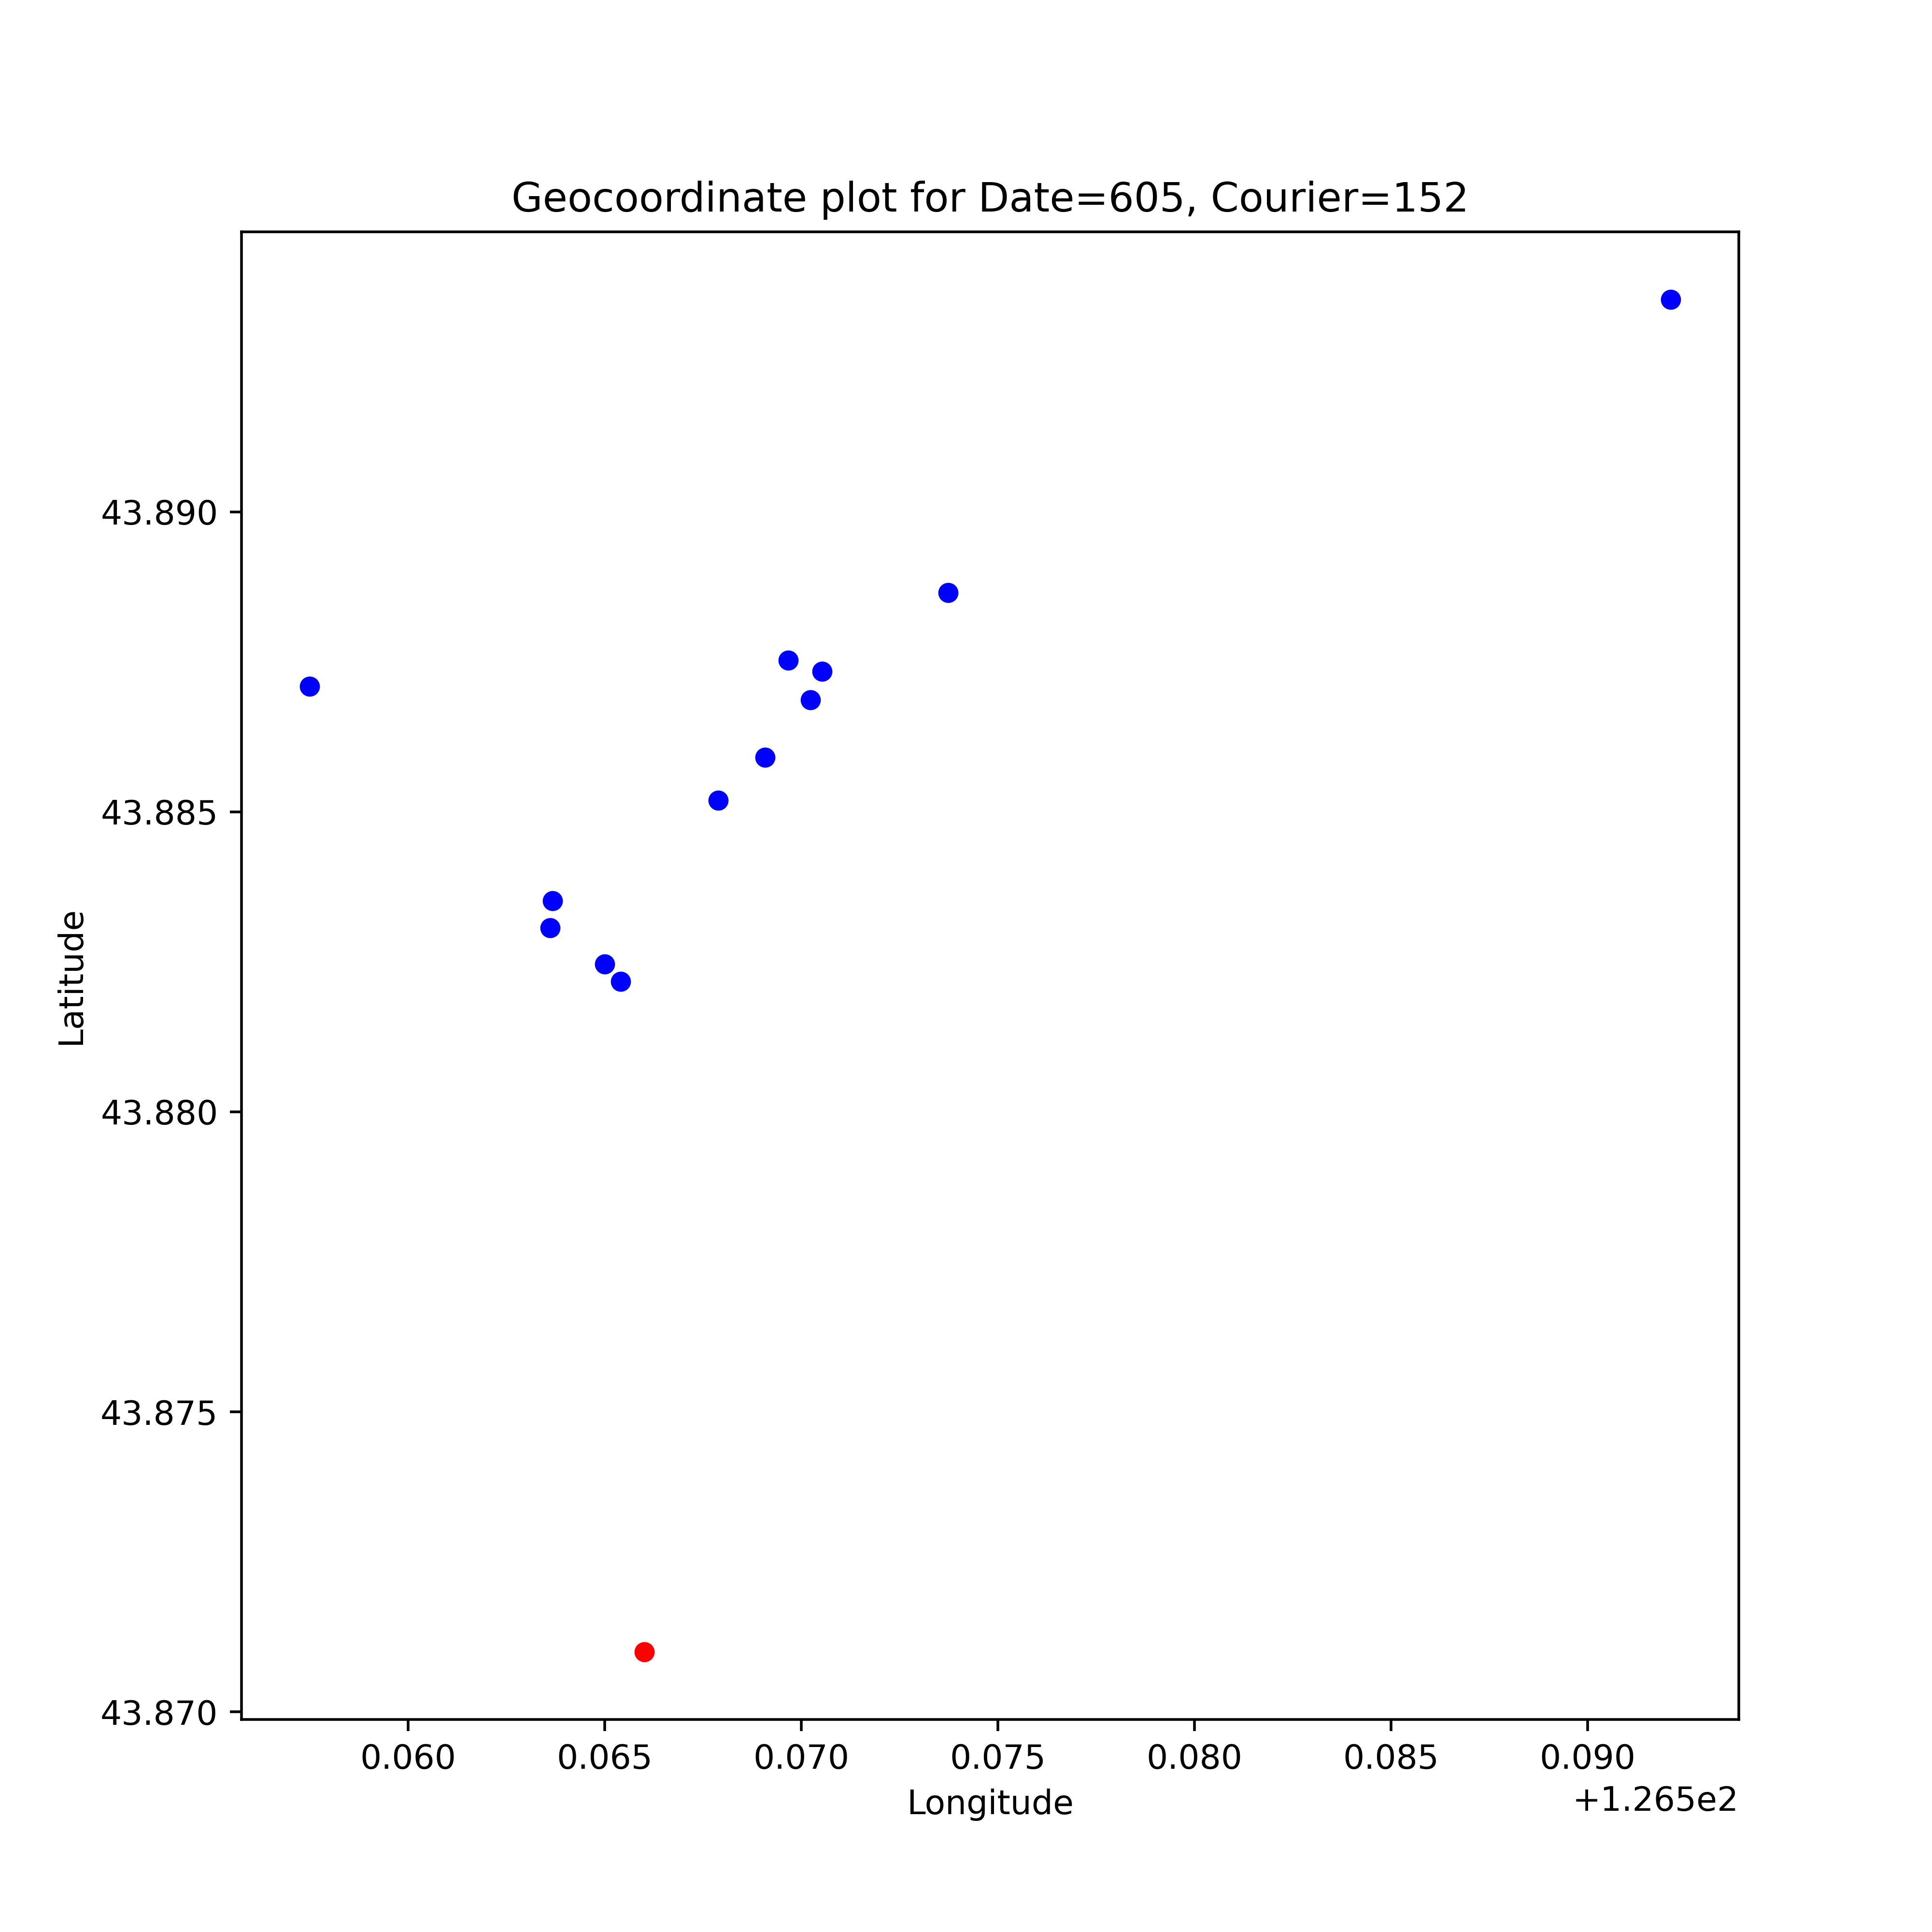 Geocoordinate plot for Date=605, Courier=152
43.890
43.885
43.880
43.875
43.870
Latitude
0.060 0.065 0.070 0.075 0.080 0.085 0.090
+1.265e2
Longitude